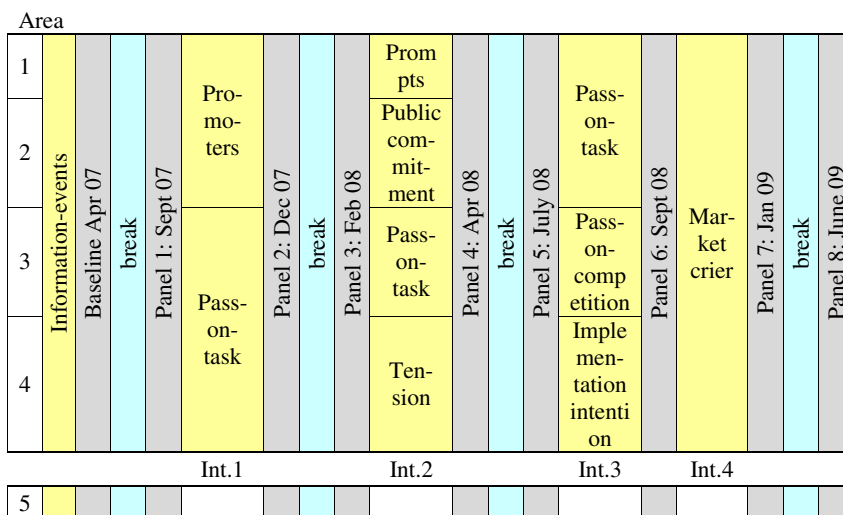 Area
1
2
3
4
Information-events
Baseline Apr 07
break
Panel 1: Sept 07
Pro-
mo-
ters
Pass-
on-
task
Panel 2: Dec 07
break
Panel 3: Feb 08
Prom
pts
Public
com-
mit-
ment
Pass-
on-
task
Ten-
sion
Panel 4: Apr 08
break
Panel 5: July 08
Pass-
on-
task
Pass-
on-
comp
etition
Imple
men-
tation
intenti
on
Panel 6: Sept 08
Mar-
ket
crier
Panel 7: Jan 09
break
Panel 8: June 09
Int.1
Int.2
Int.3
Int.4
5